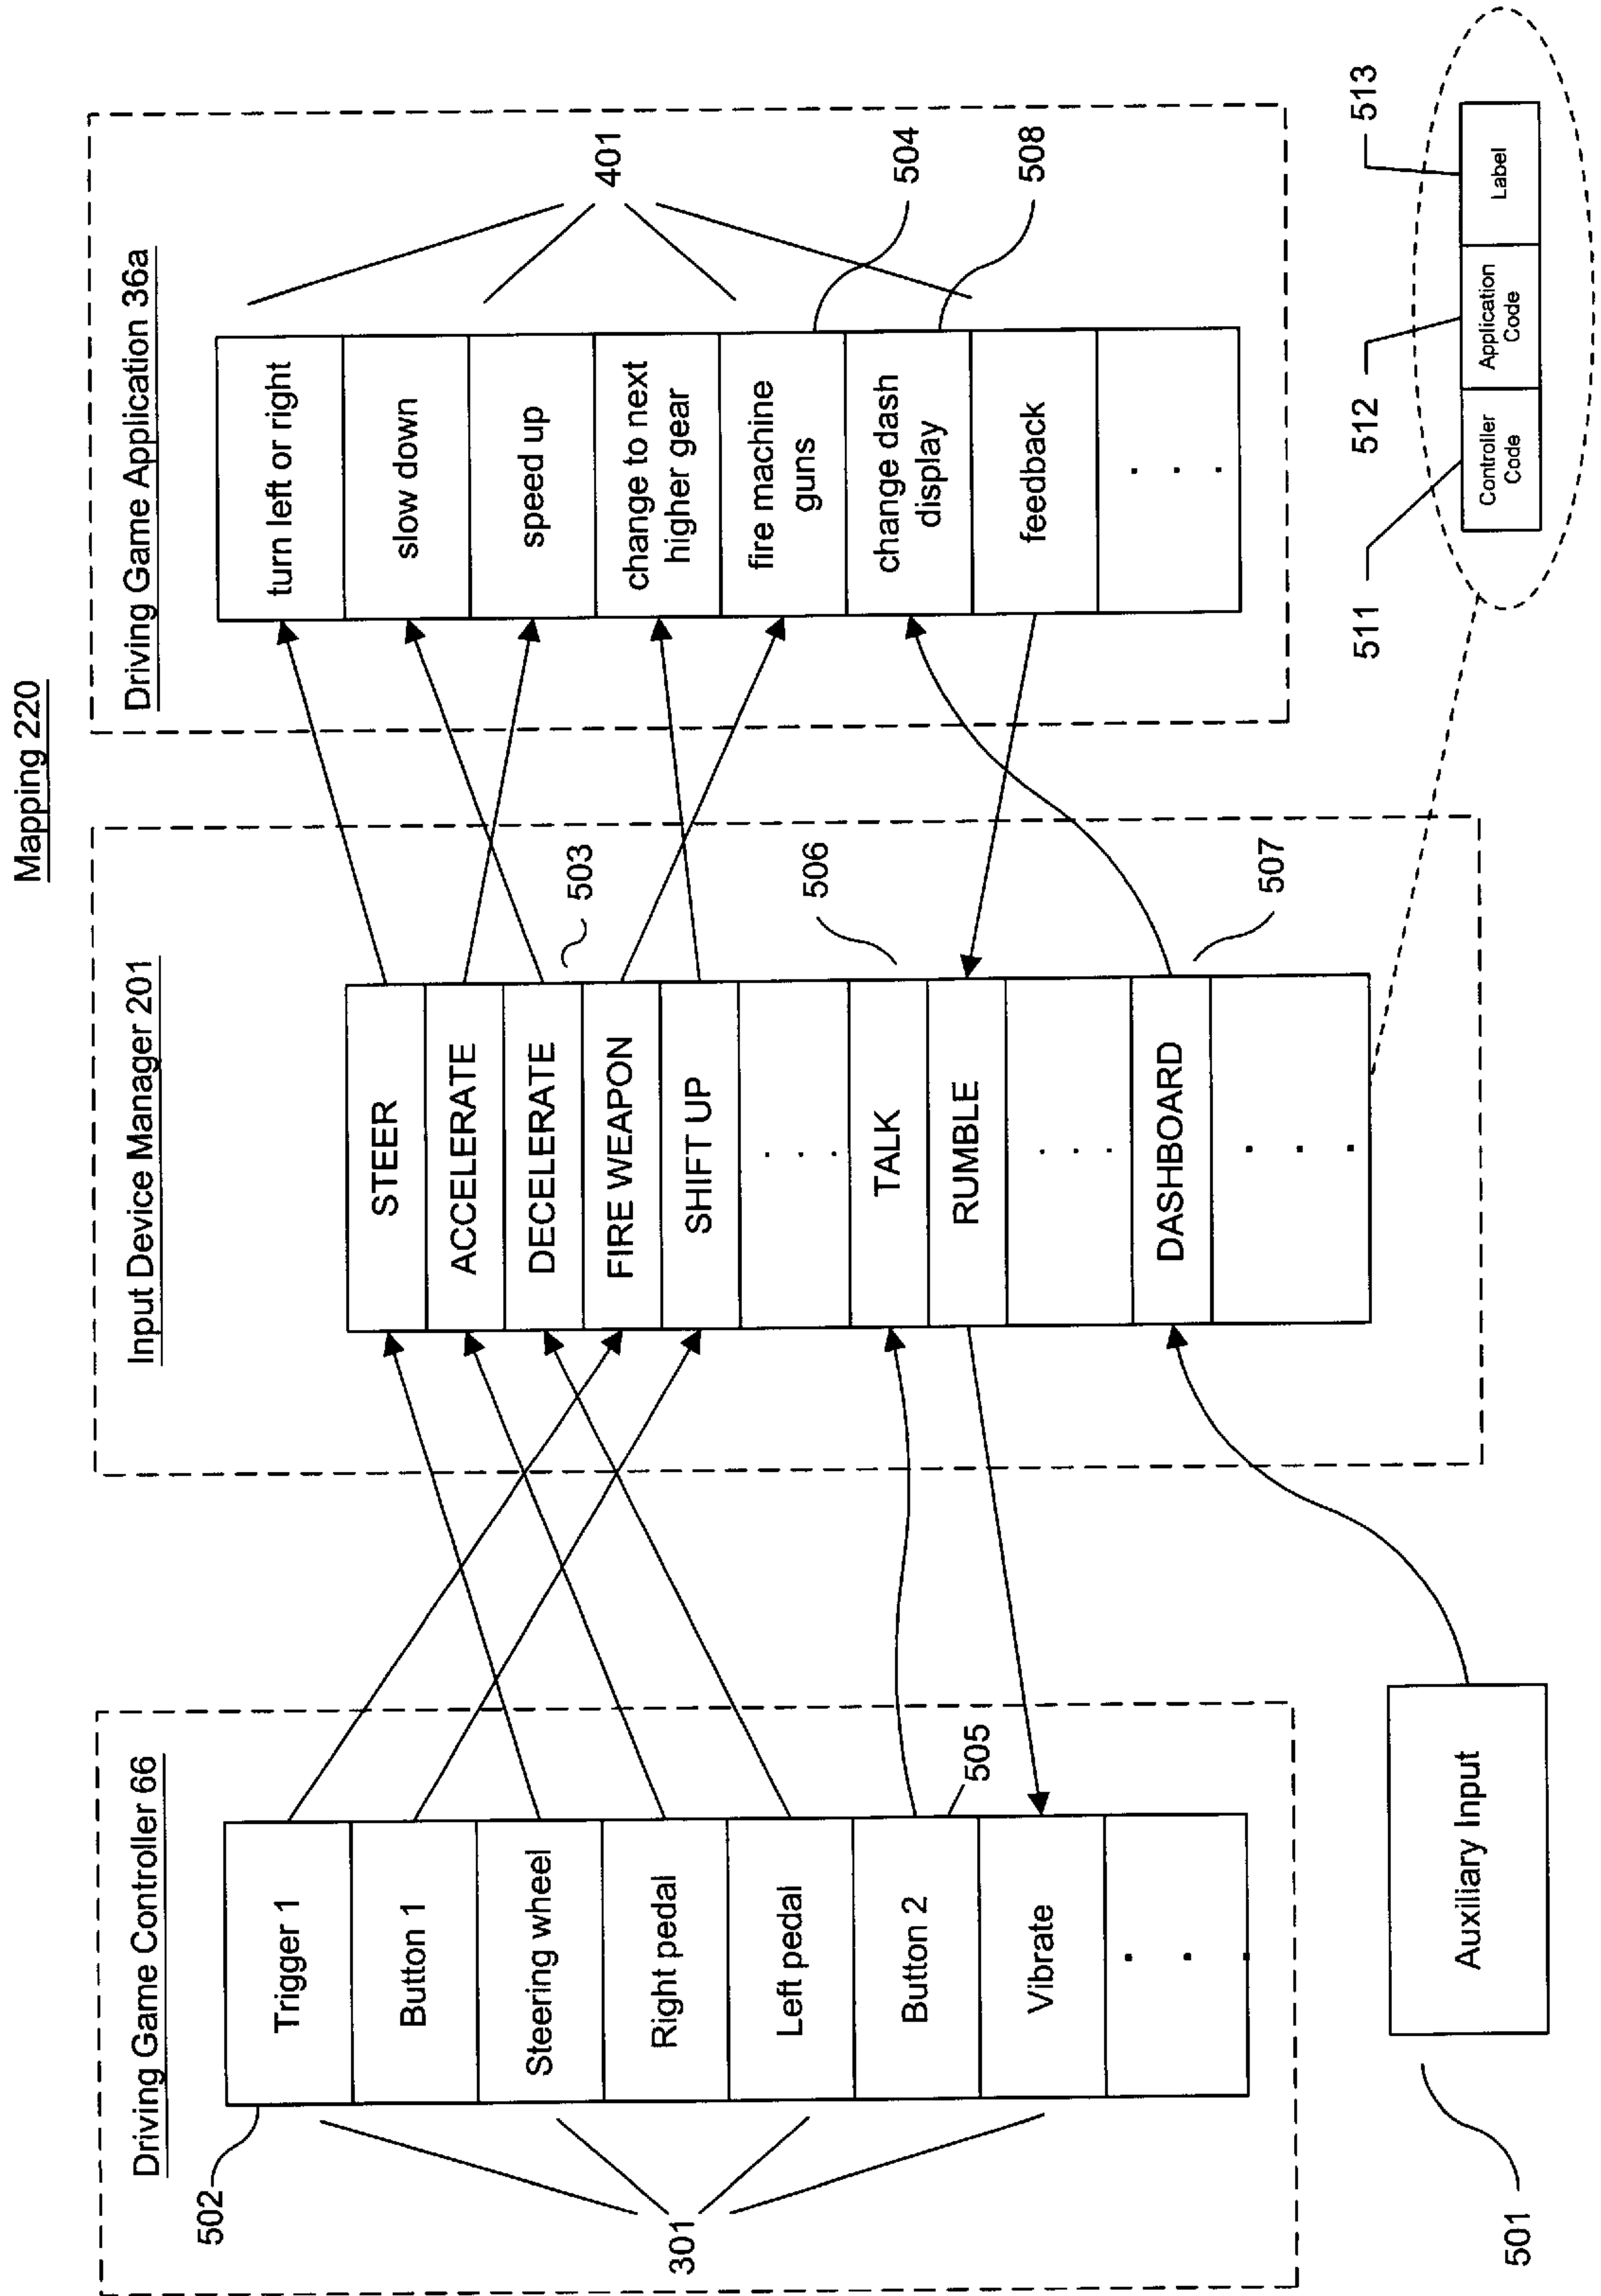 Mapping 220
Driving Game Controller 66
502
Trigger 1
Button 1
Steering wheel
Right pedal
Left pedal
Button 2
Vibrate
. . .
301
505
501
Auxiliary Input
Input Device Manager 201
STEER
ACCELERATE
DECELERATE
FIRE WEAPON
SHIFT UP
. . .
TALK
RUMBLE
. . .
DASHBOARD
. . .
503
506
507
Driving Game Application 36a
turn left or right
slow down
speed up
change to next
higher gear
fire machine
guns
change dash
display
feedback
. . .
401
504
508
511
512
513
Controller
Code
Application
Code
Label